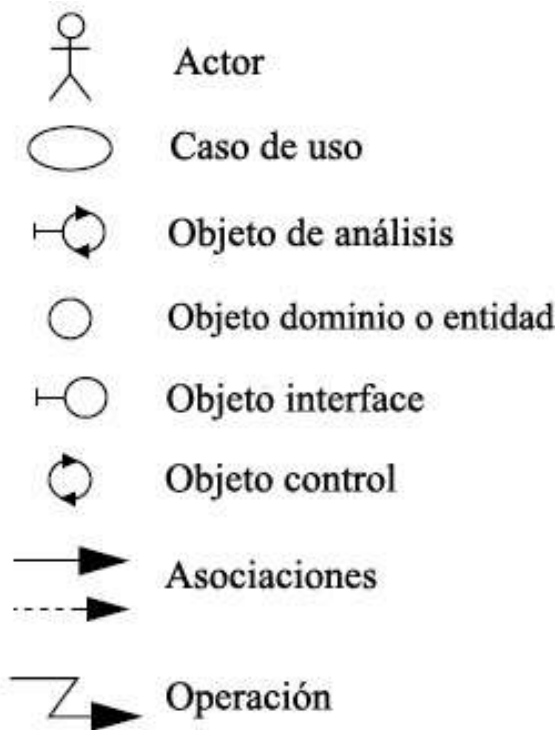 Actor
Caso de uso
Objeto de análisis
Objeto dominio o entidad
Objeto interface
Objeto control
Asociaciones
Operación